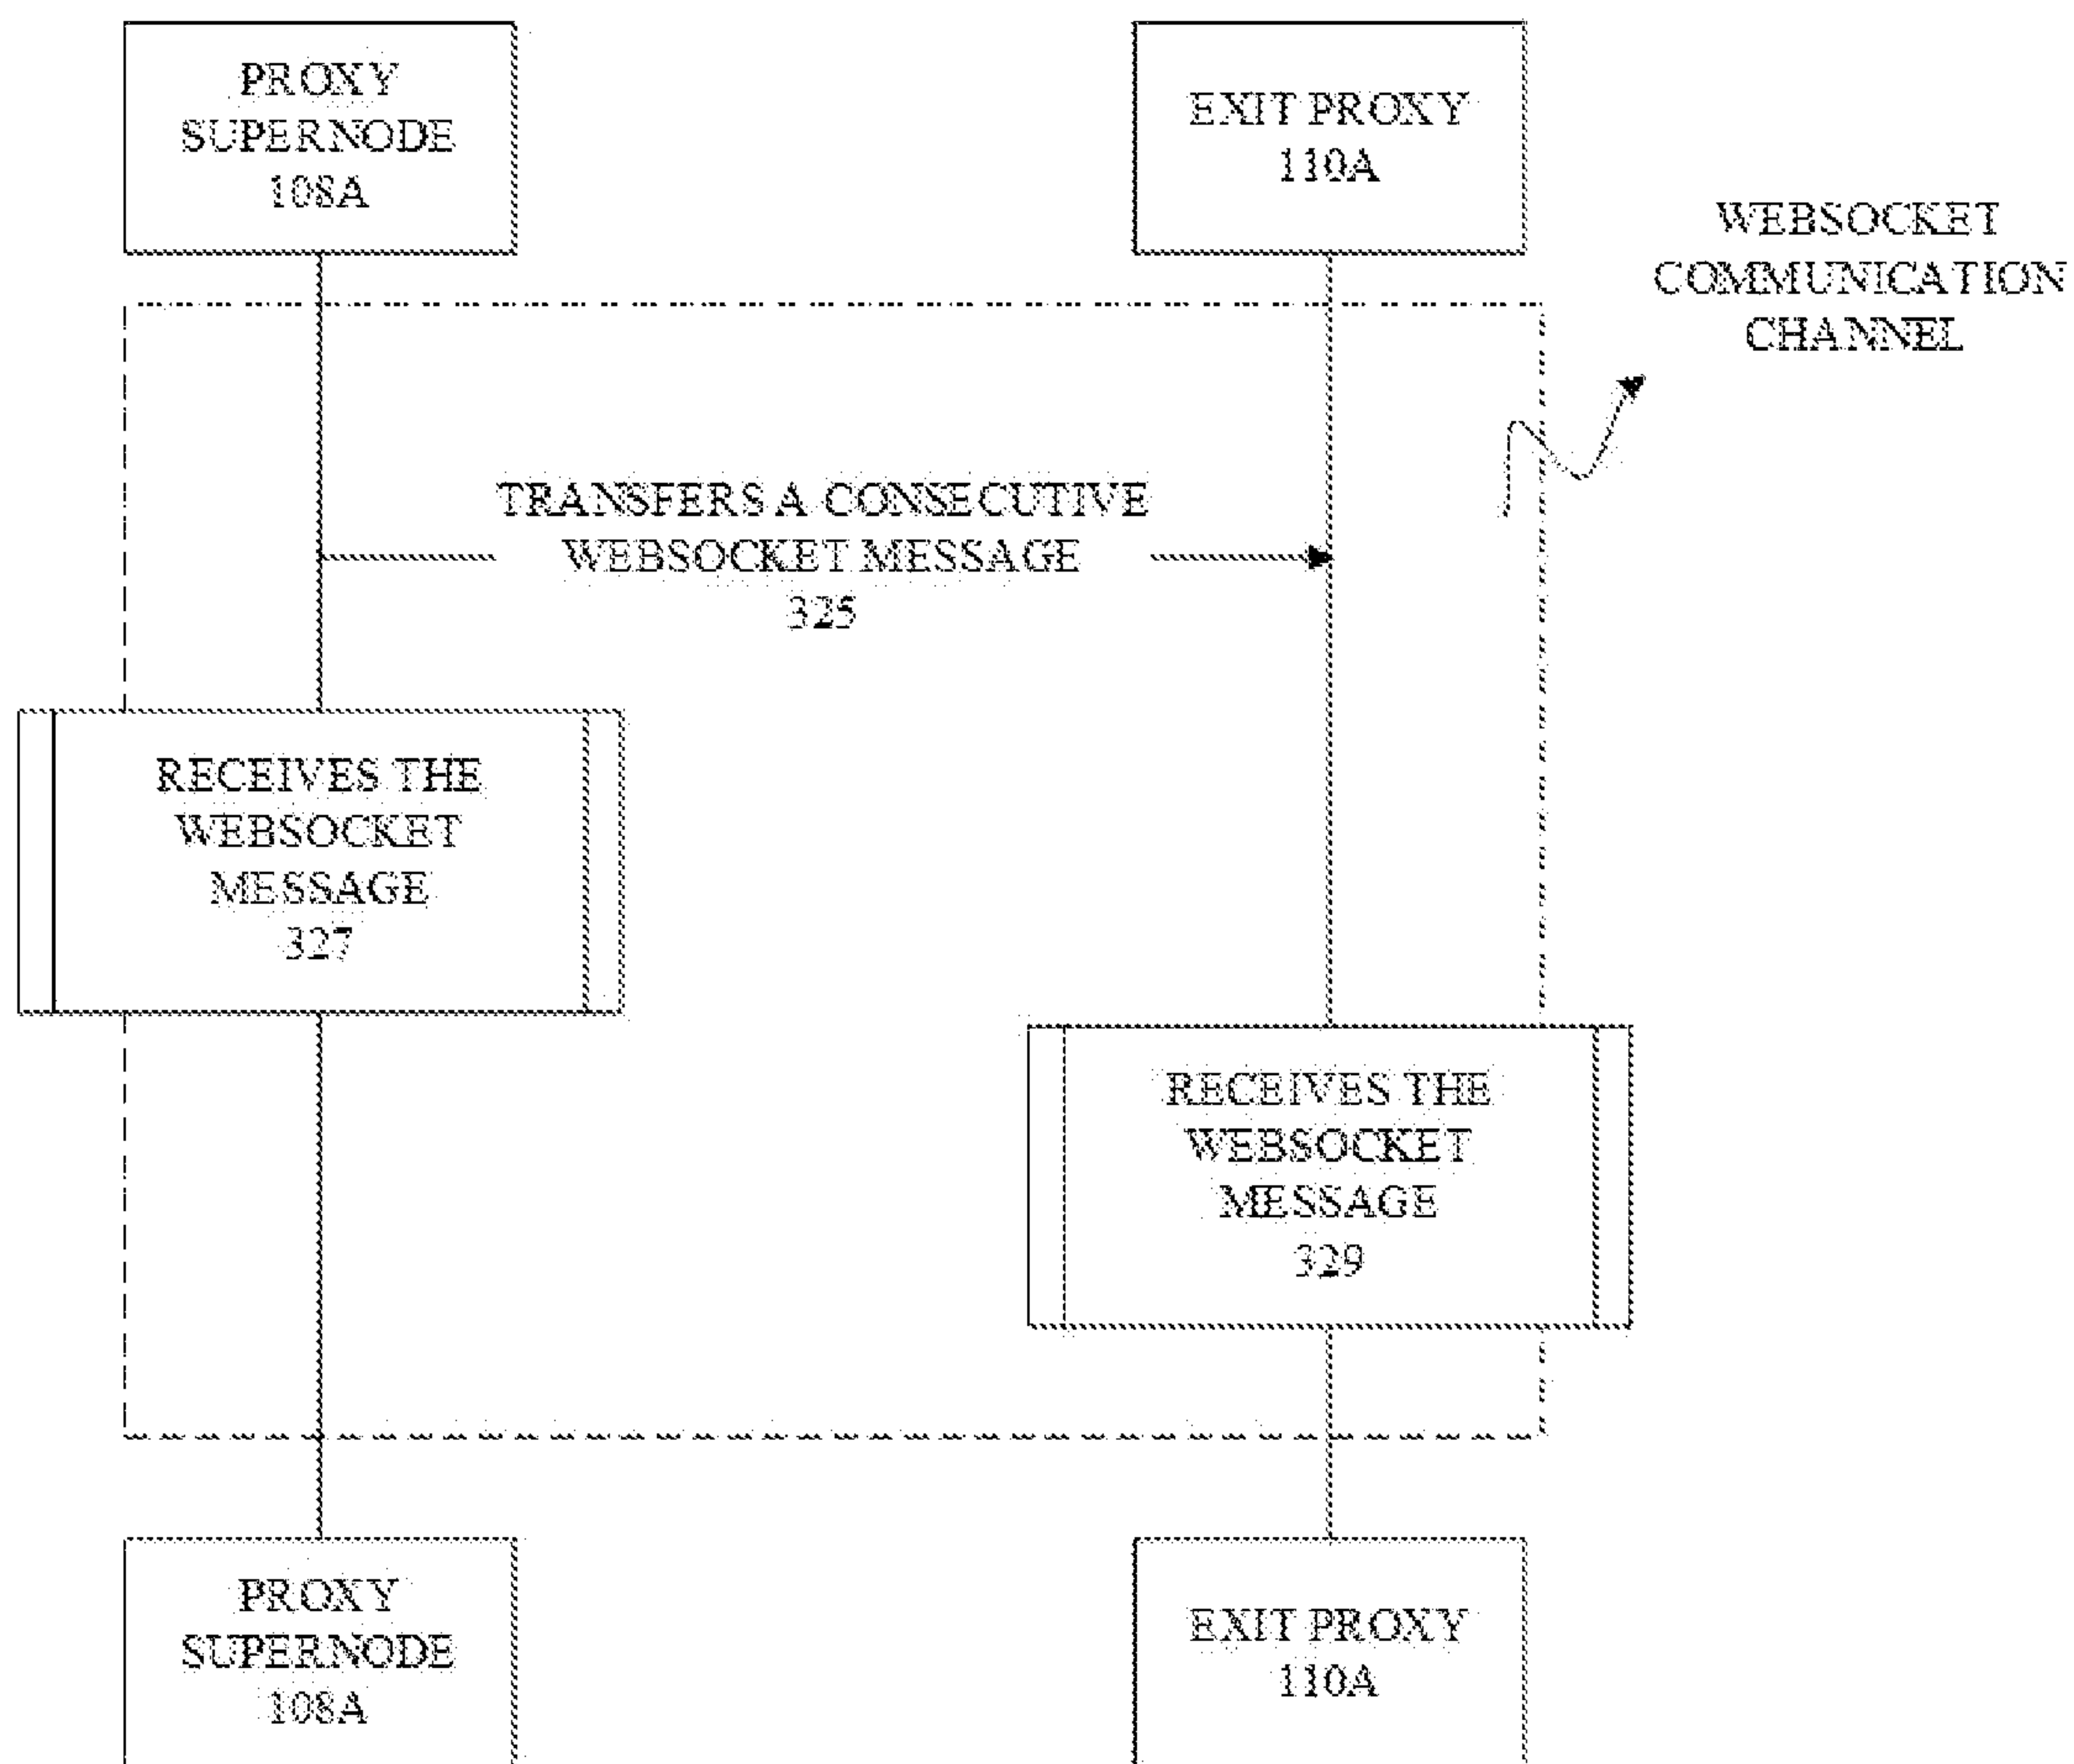 PROXY
SUPERNODE
108A
EXIT PROXY
110A
WEBSOCKET
COMMUNICATION
CHANNEL
TRANSFERS A CONSECUTIVE
WEBSOCKET MESSAGE
325
RECEIVES THE
WEBSOCKET
MESSAGE
327
RECEIVES THE
WEBSOCKET
MESSAGE
329
PROXY
SUPERNODE
108A
EXIT PROXY
110A